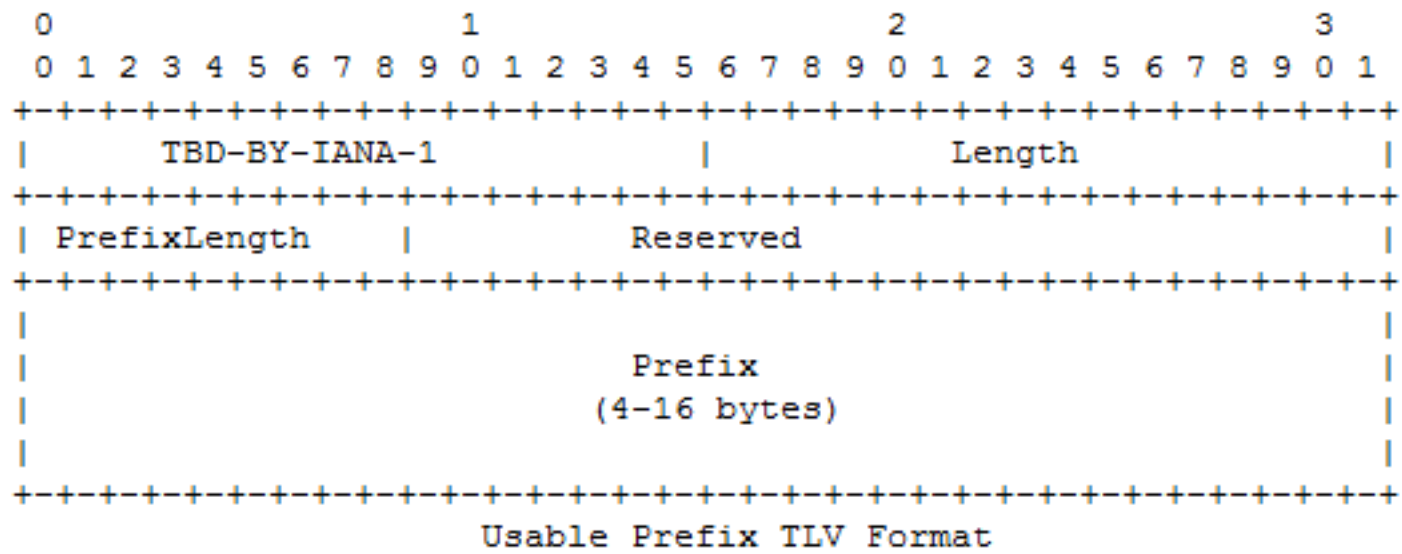 0                   1                   2                   3
0 1 2 3 4 5 6 7 8 9 0 1 2 3 4 5 6 7 8 9 0 1 2 3 4 5 6 7 8 9 0 1
+-+-+-+-+-+-+-+-+-+-+-+-+-+-+-+-+-+-+-+-+-+-+-+-+-+-+-+-+-+-+-+-+
|      TBD-BY-IANA-1            |           Length              |
+-+-+-+-+-+-+-+-+-+-+-+-+-+-+-+-+-+-+-+-+-+-+-+-+-+-+-+-+-+-+-+-+
| PrefixLength    |          Reserved                           |
+-+-+-+-+-+-+-+-+-+-+-+-+-+-+-+-+-+-+-+-+-+-+-+-+-+-+-+-+-+-+-+-+
|                                                               |
|                            Prefix                             |
|                          (4-16 bytes)                         |
|                                                               |
+-+-+-+-+-+-+-+-+-+-+-+-+-+-+-+-+-+-+-+-+-+-+-+-+-+-+-+-+-+-+-+-+
Usable Prefix TLV Format